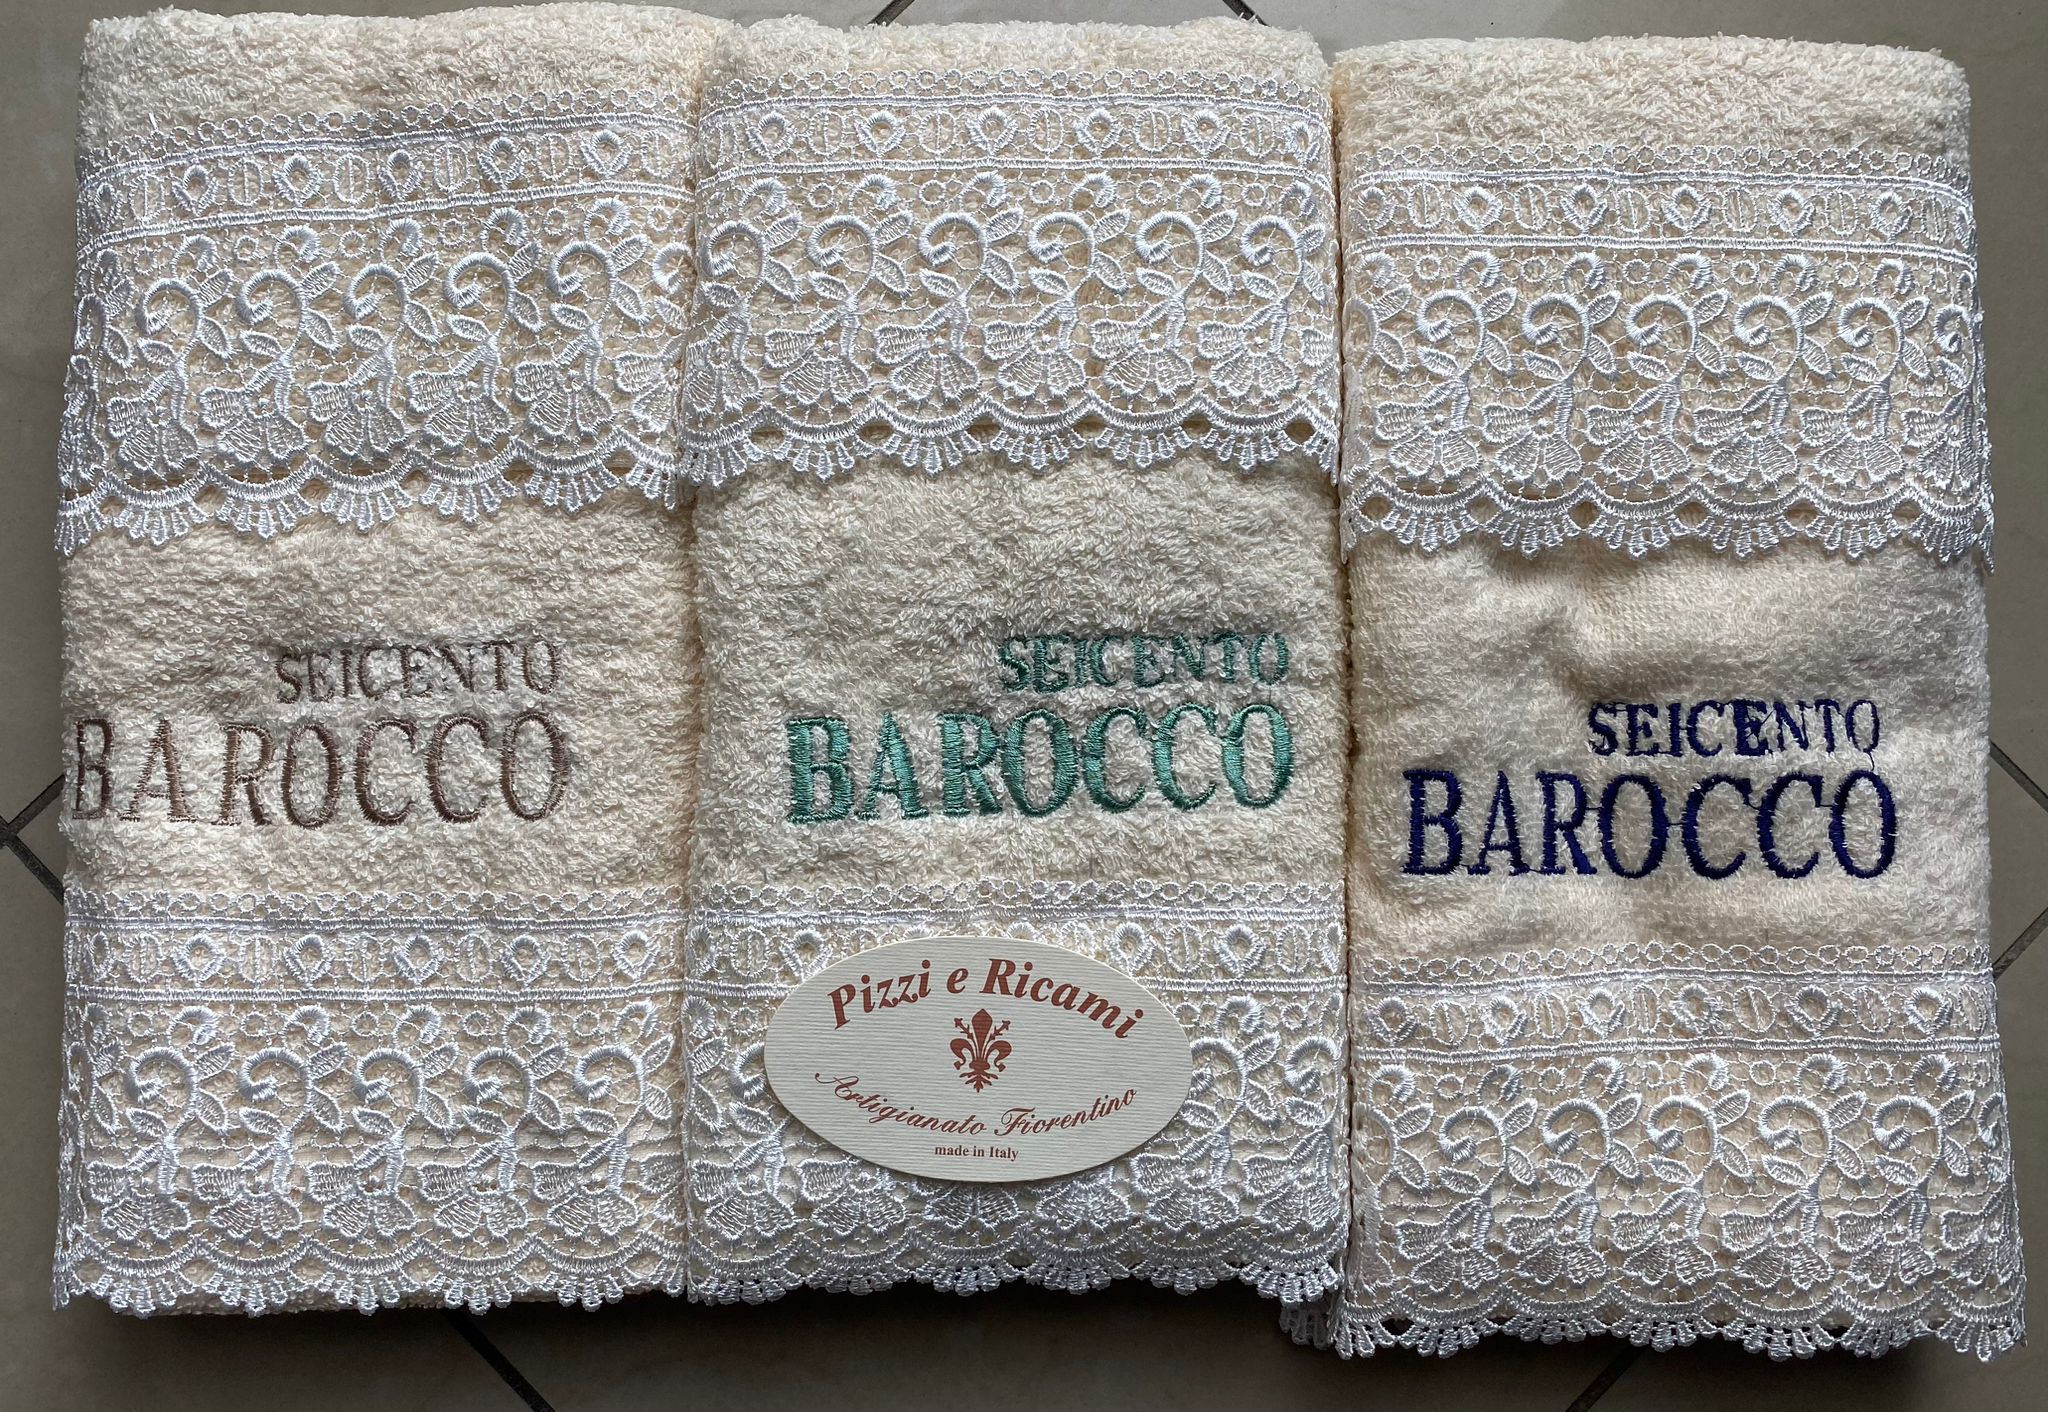 SEICENTO
BAROCCO
SEICENTO
BAROCCO
SEICENTO
BAROCCO
Pizzi e Ricami
Artigianato Fiorentino
made in Italy